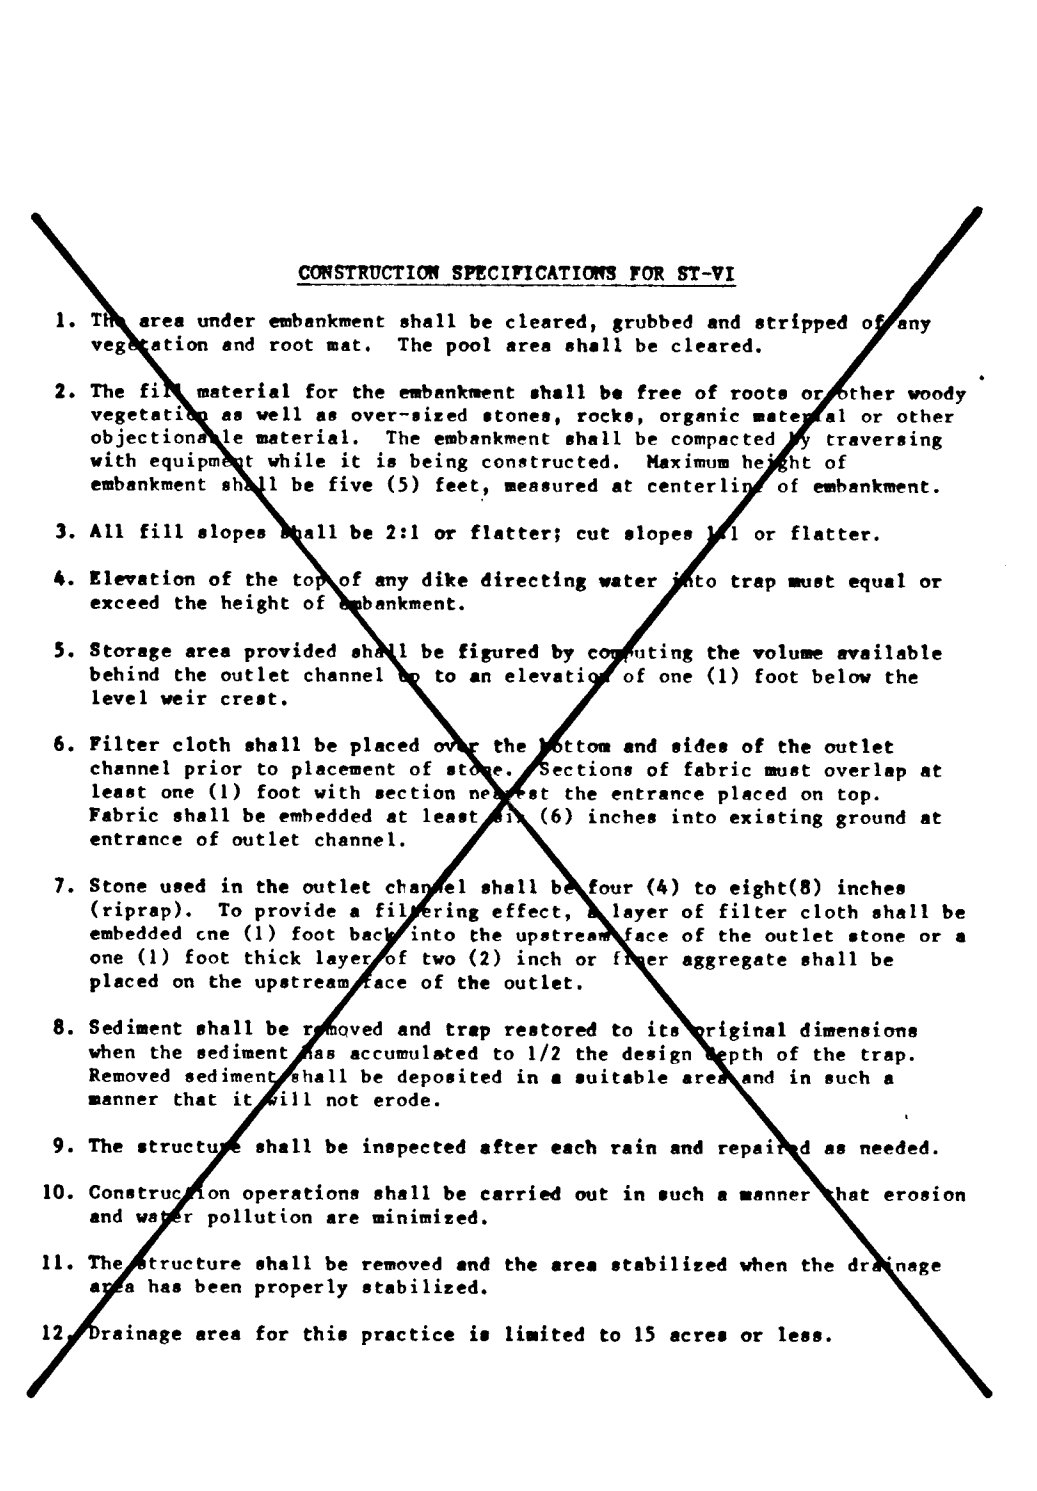 CONSTRUCTION SPECIFICATIONS FOR ST-VI
1. The area under embankment shall be cleared, grubbed and stripped of any
vegetation and root mat. The pool area shall be cleared.
2. The fill material for the embankment shall be free of roots or other woody
vegetation as well as over-sized stones, rocks, organic material or other
objectionable material. The embankment shall be compacted by traversing
with equipment while it is being constructed. Maximum height of
embankment shall be five (5) feet, measured at centerline of embankment.
3. All fill slopes shall be 2:1 or flatter; cut slopes 1:1 or flatter.
4. Elevation of the top of any dike directing water into trap must equal or
exceed the height of embankment.
5. Storage area provided shall be figured by computing the volume available
behind the outlet channel up to an elevation of one (1) foot below the
level weir crest.
6. Filter cloth shall be placed over the bottom and sides of the outlet
channel prior to placement of stone. Sections of fabric must overlap at
least one (1) foot with section nearest the entrance placed on top.
Fabric shall be embedded at least six (6) inches into existing ground at
entrance of outlet channel.
7. Stone used in the outlet channel shall be four (4) to eight(8) inches
(riprap). To provide a filtering effect, a layer of filter cloth shall be
embedded one (1) foot back into the upstream face of the outlet stone or a
one (1) foot thick layer of two (2) inch or finer aggregate shall be
placed on the upstream face of the outlet.
8. Sediment shall be removed and trap restored to its original dimensions
when the sediment has accumulated to 1/2 the design depth of the trap.
Removed sediment shall be deposited in a suitable area and in such a
manner that it will not erode.
9. The structure shall be inspected after each rain and repaired as needed.
10. Construction operations shall be carried out in such a manner that erosion
and water pollution are minimized.
11. The structure shall be removed and the area stabilized when the drainage
area has been properly stabilized.
12. Drainage area for this practice is limited to 15 acres or less.